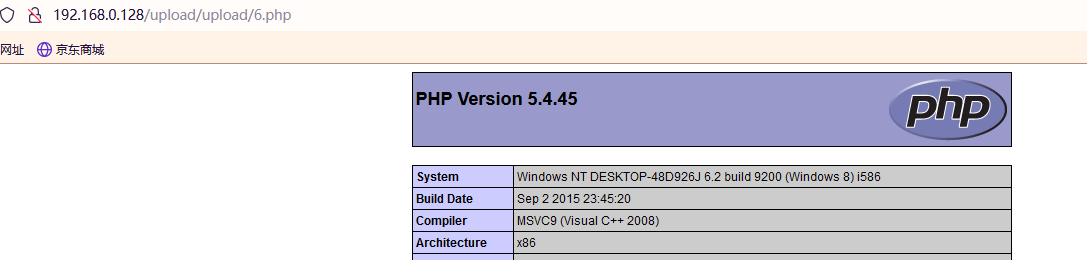 192.168.0.128/upload/upload/6.php
网址 京东商城
PHP Version 5.4.45
php
System Windows NT DESKTOP-48D926J 6.2 build 9200 (Windows 8) i586
Build Date Sep 2 2015 23:45:20
Compiler MSVC9 (Visual C++ 2008)
Architecture x86